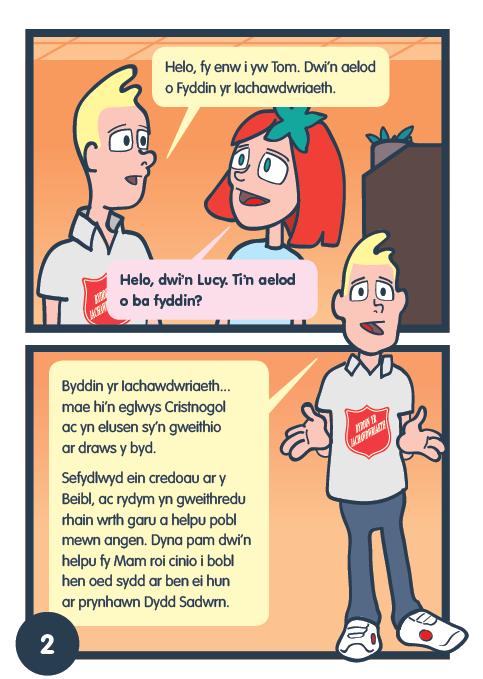 Helo, fy enw i yw Tom. Dwi'n aelod
o Fyddin yr Iachawdwriaeth.
Helo, dwi'n Lucy. Ti'n aelod
o ba fyddin?
BYDDIN YR
IACHAWDWRIAETH
Byddin yr Iachawdwriaeth...
mae hi'n eglwys Cristnogol
ac yn elusen sy'n gweithio
ar draws y byd.
Sefydlwyd ein credoau ar y
Beibl, ac rydym yn gweithredu
rhain wrth garu a helpu pobl
mewn angen. Dyna pam dwi'n
helpu fy Mam roi cinio i bobl
hen oed sydd ar ben ei hun
ar prynhawn Dydd Sadwrn.
BYDDIN YR
IACHAWDWRIAETH
2